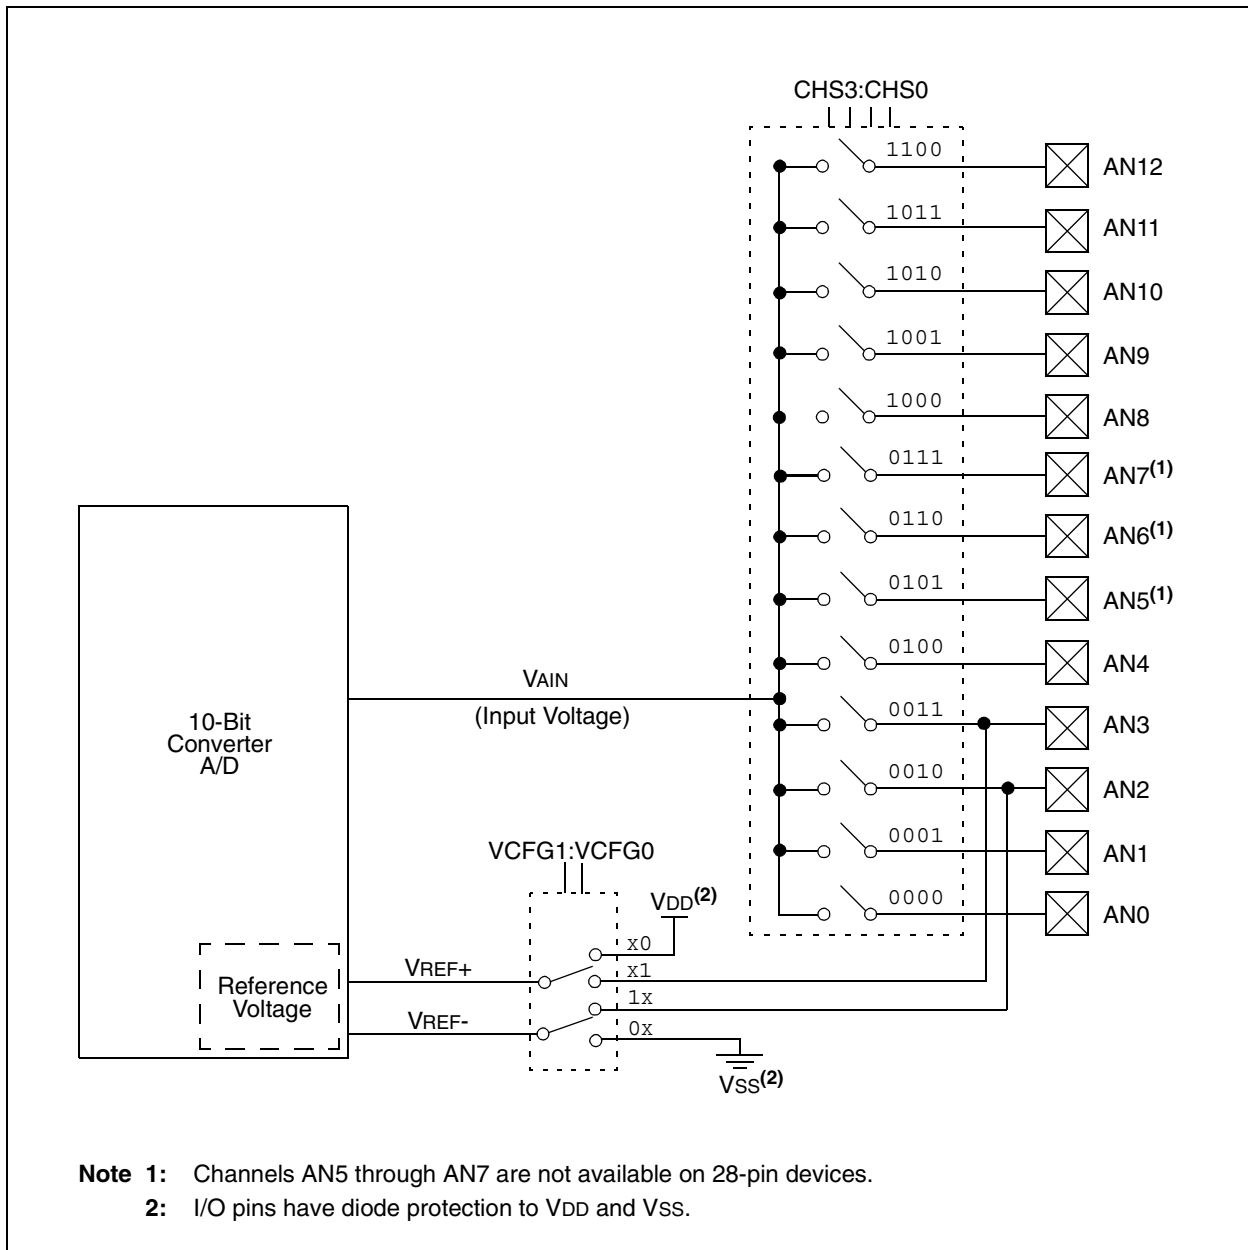 CHS3:CHS0
1100
AN12
1011
AN11
1010
AN10
1001
AN9
1000
AN8
0111
AN7(1)
0110
AN6(1)
0101
AN5(1)
0100
AN4
VAIN
(Input Voltage)
0011
AN3
10-Bit
Converter
A/D
0010
AN2
0001
AN1
VCFG1:VCFG0
0000
AN0
VDD(2)
x0
VREF+
x1
Reference
Voltage
1x
VREF-
0x
VSS(2)
Note 1: Channels AN5 through AN7 are not available on 28-pin devices.
2: I/O pins have diode protection to VDD and VSS.